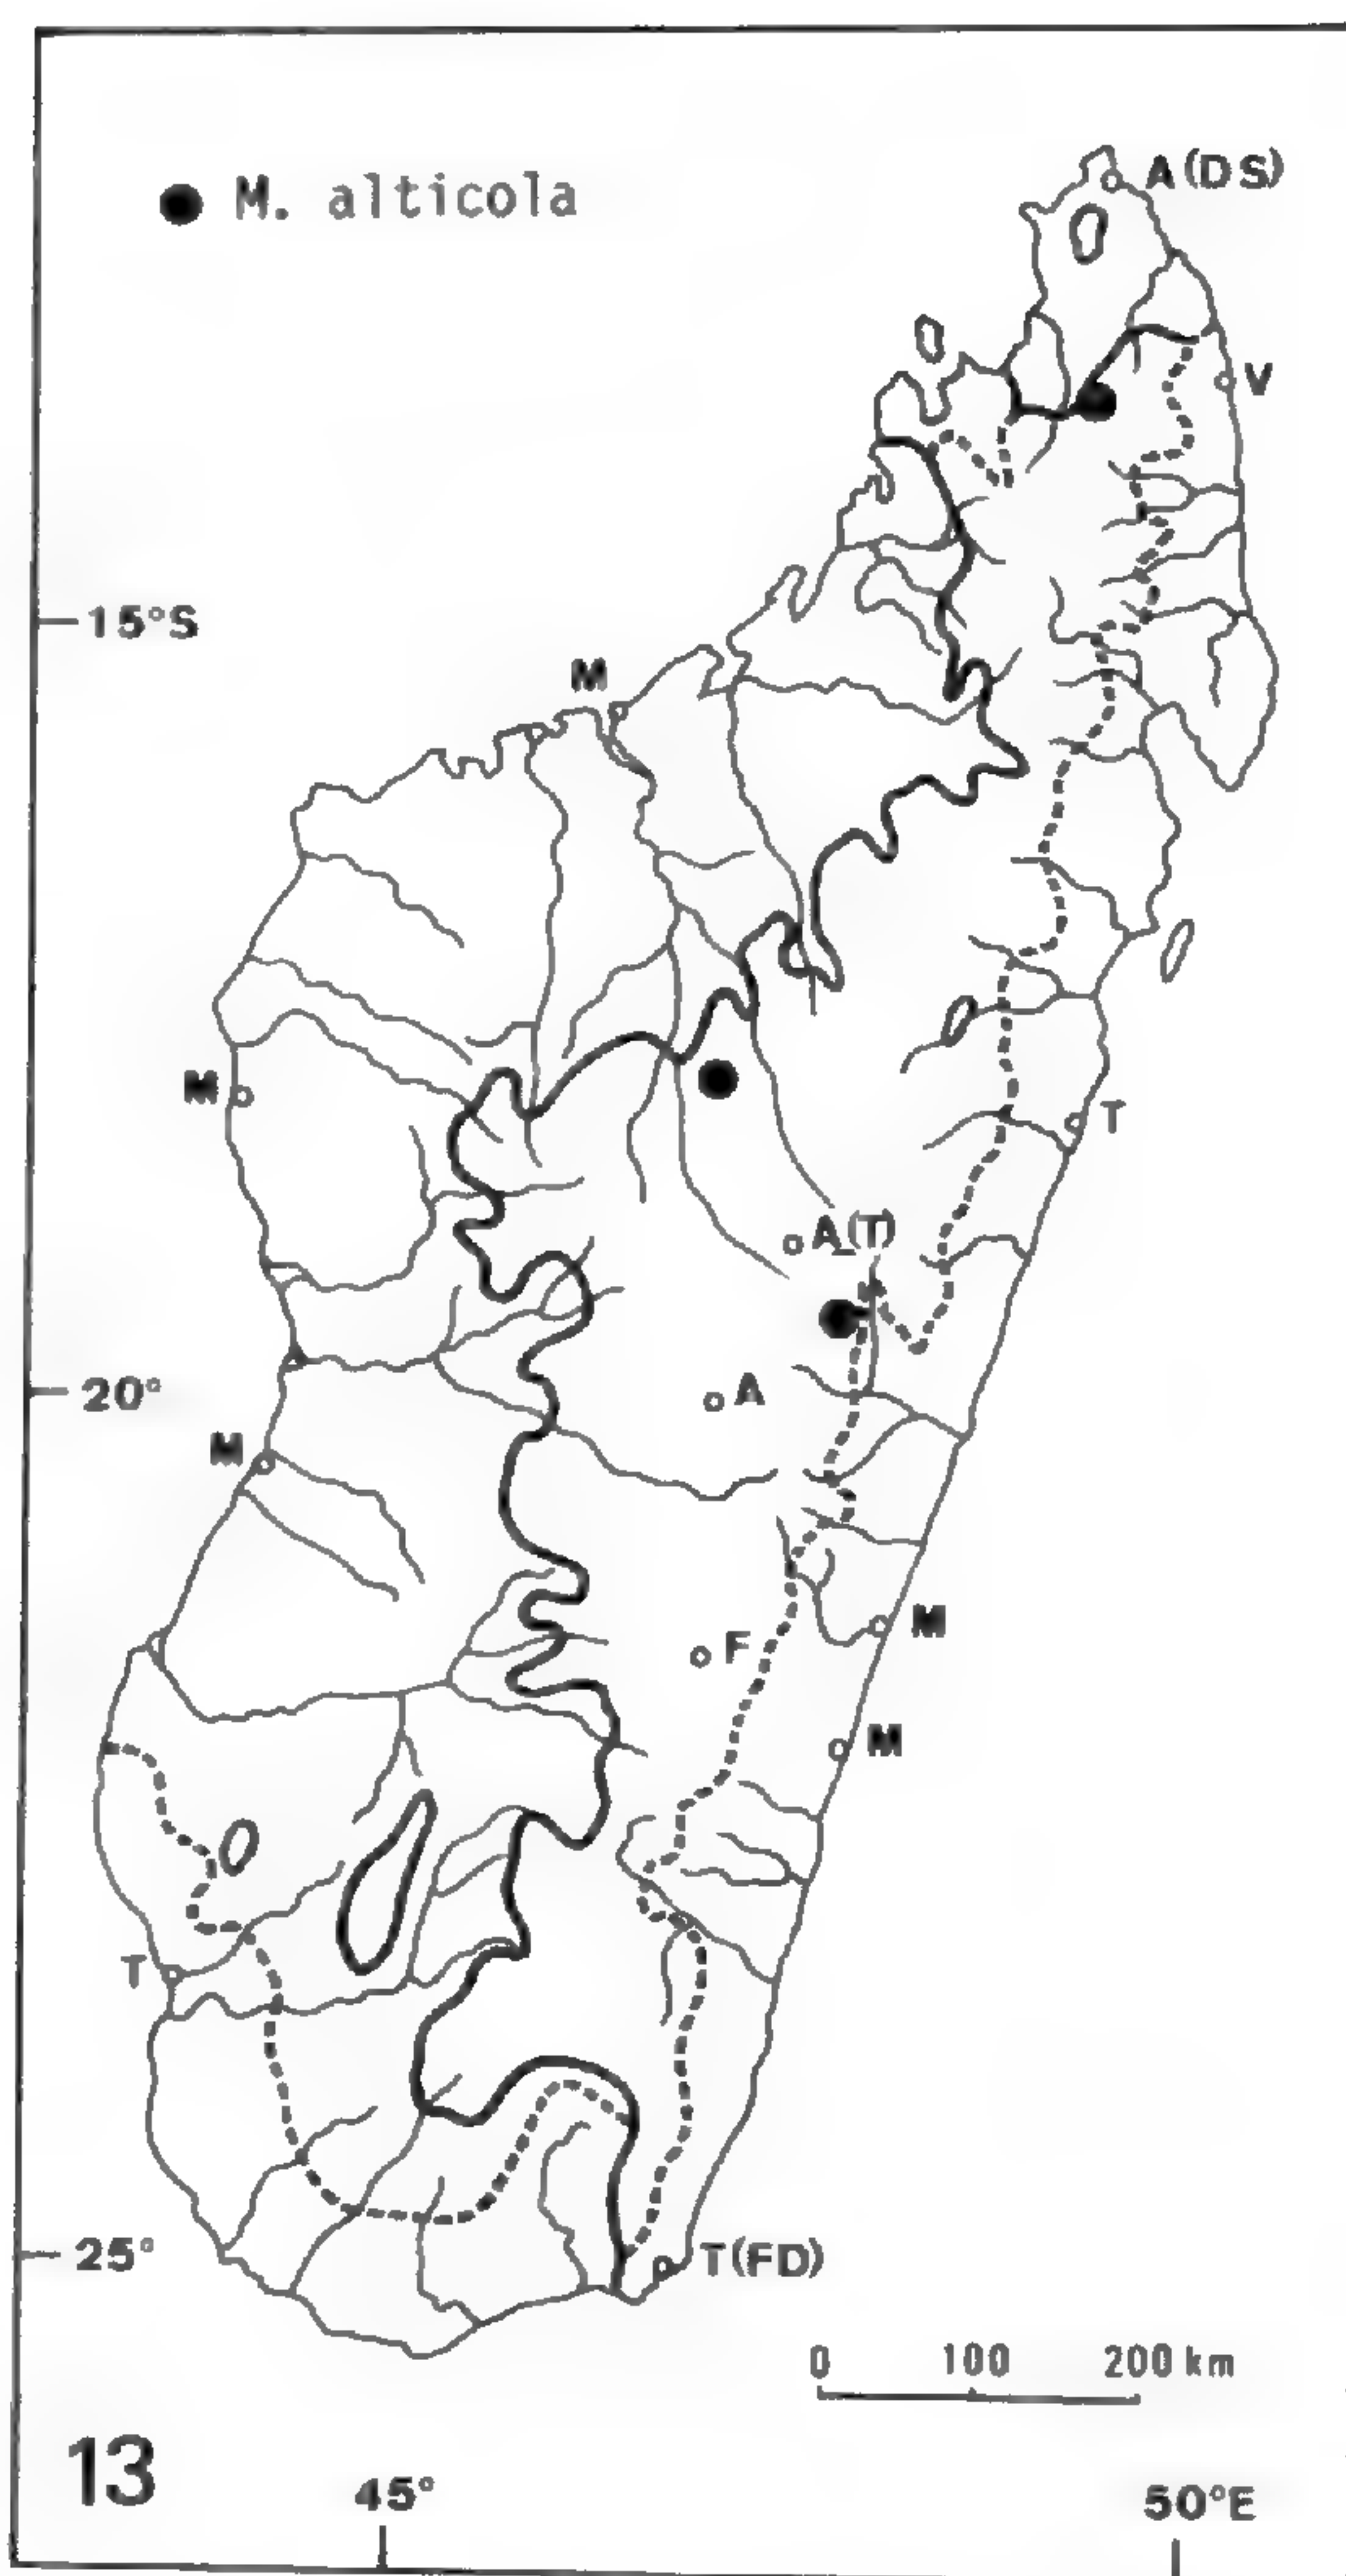 M. alticola
A(DS)
V
15°S
M
M
T
A(T)
20°
A
M
M
F
M
T
25°
T(FD)
0 100 200 km
13
45°
50°E